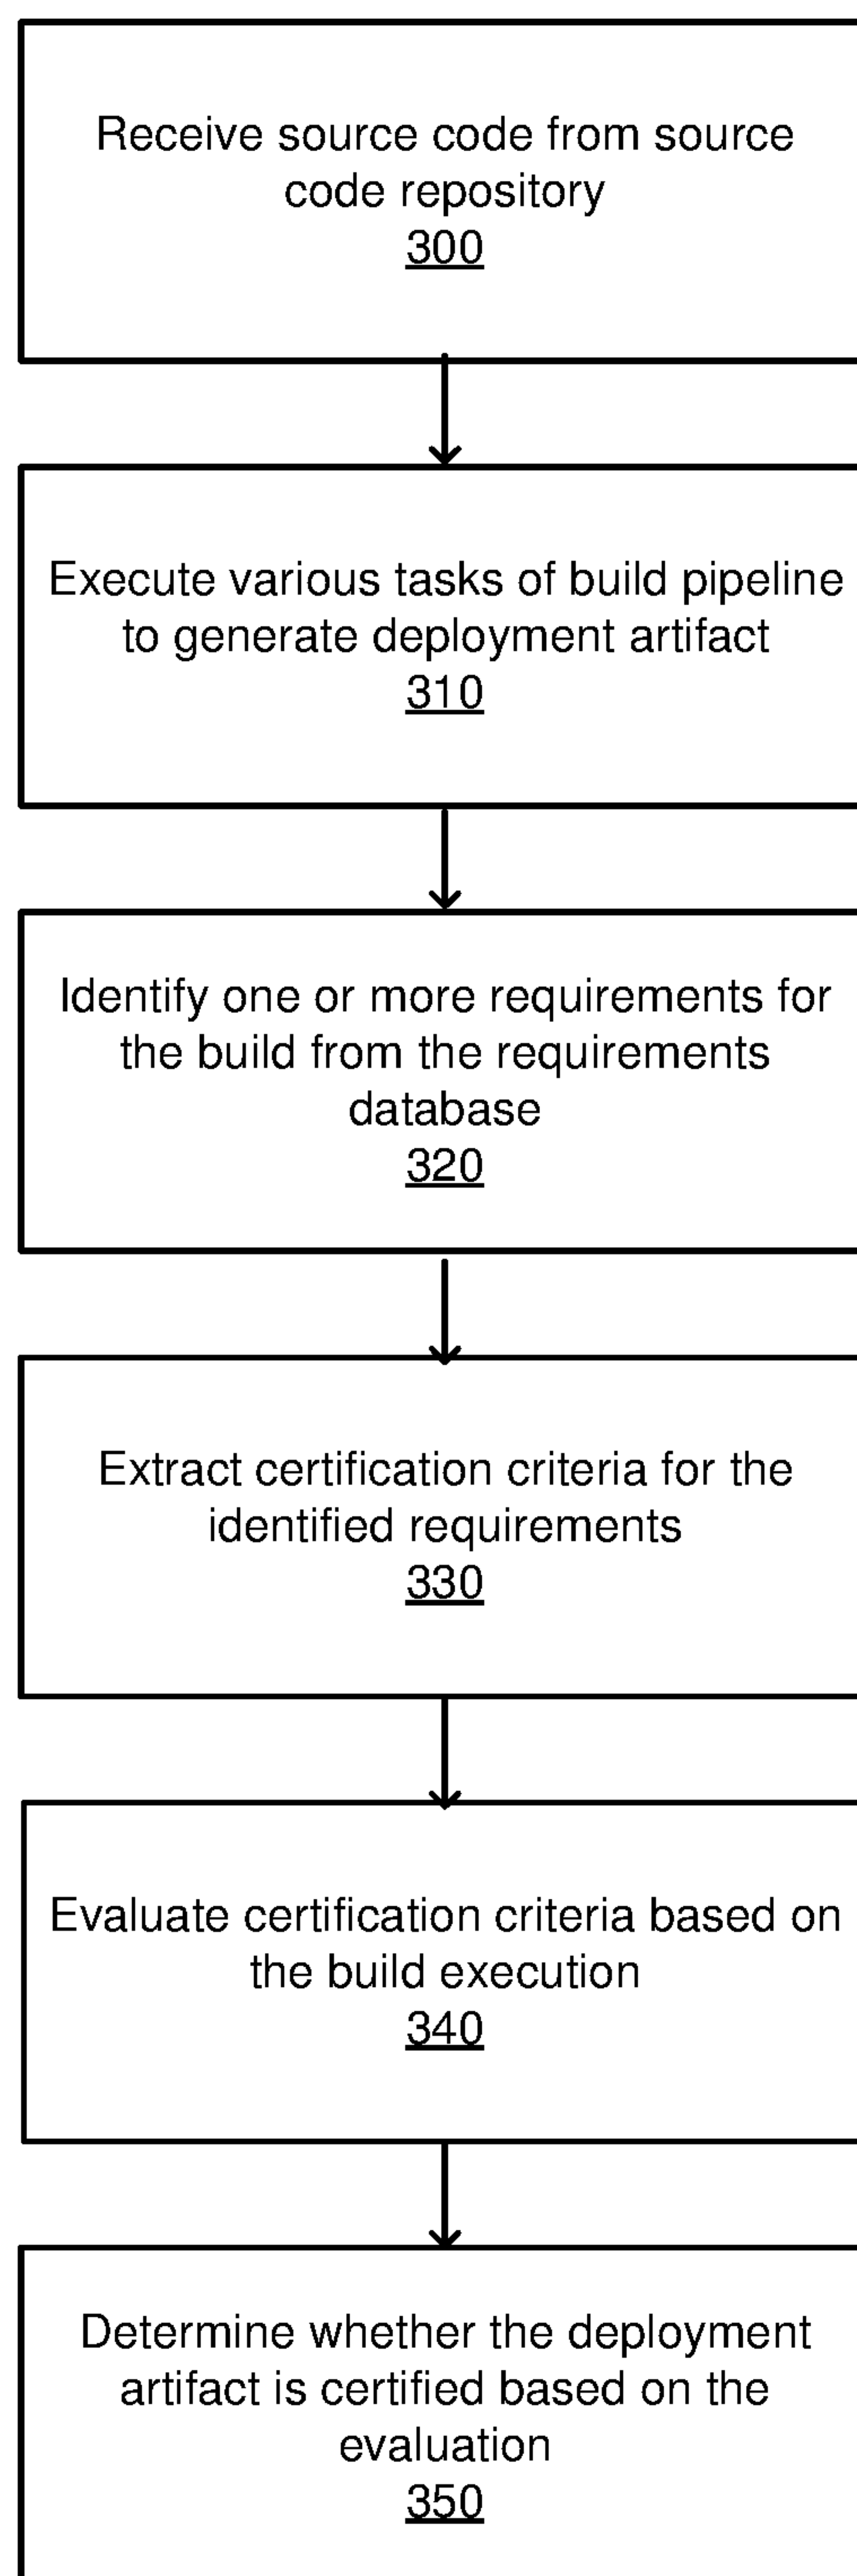 Receive source code from source
code repository
300
Execute various tasks of build pipeline
to generate deployment artifact
310
Identify one or more requirements for
the build from the requirements
database
320
Extract certification criteria for the
identified requirements
330
Evaluate certification criteria based on
the build execution
340
Determine whether the deployment
artifact is certified based on the
evaluation
350